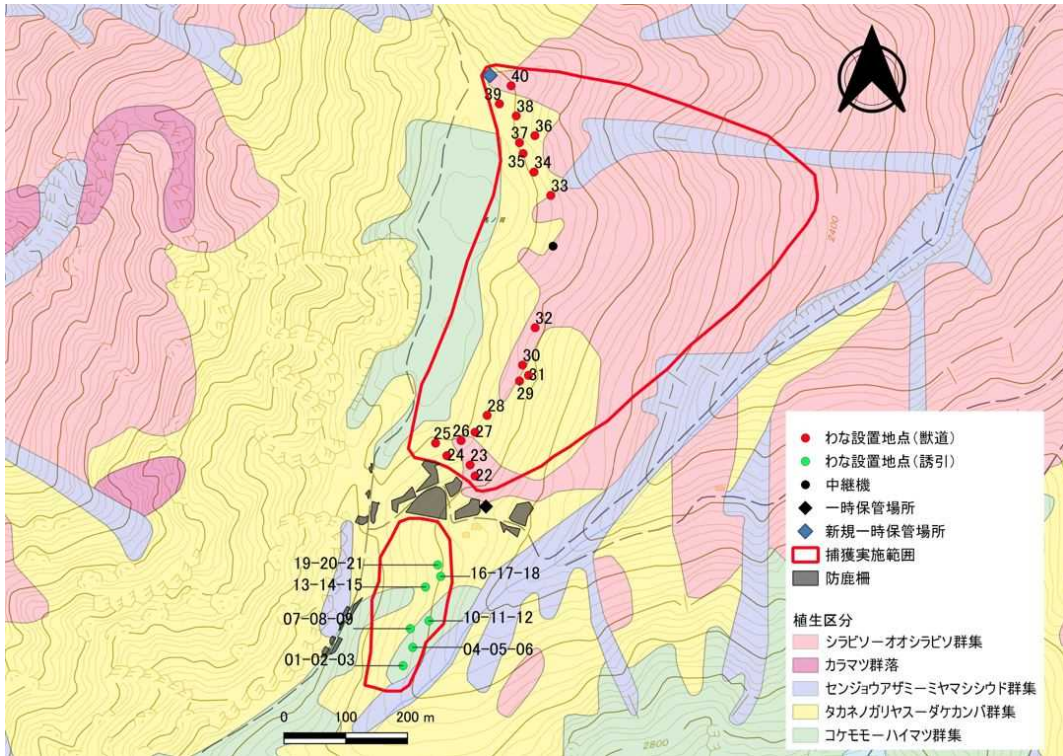 40
39
38
36
37
35
34
33
2400
32
30
31
29
28
26
27
25
24
23
22
19-20-21
16-17-18
13-14-15
07-08-09
10-11-12
04-05-06
01-02-03
0 100 200 m
2800
わな設置地点(獣道)
わな設置地点(誘引)
中継機
一時保管場所
新規一時保管場所
捕獲実施範囲
防鹿柵
植生区分
シラビソーオオシラビソ群集
カラマツ群落
センジョウアザミーミヤマシシウド群集
タカネノガリヤスーダケカンバ群集
コケモモーハイマツ群集